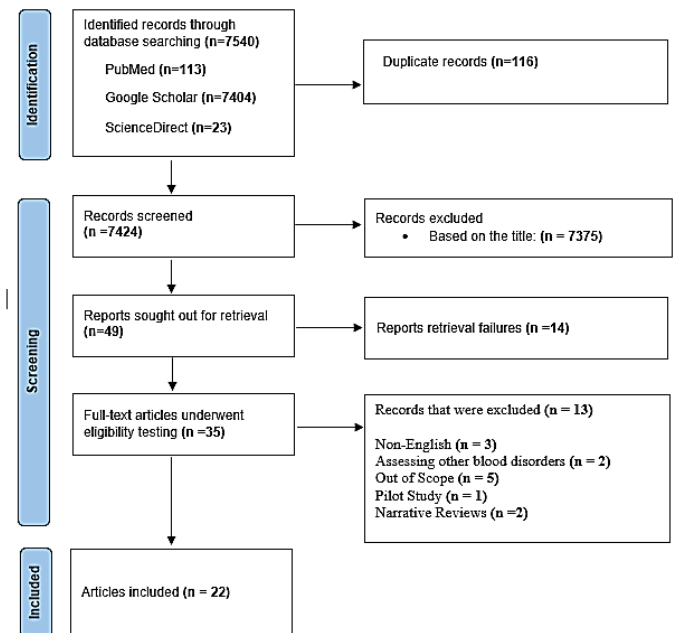 Identification
Identified records through
database searching (n=7540)
PubMed (n=113)
Google Scholar (n=7404)
ScienceDirect (n=23)
Duplicate records (n=116)
Screening
Records screened
(n =7424)
Records excluded
• Based on the title: (n = 7375)
Reports sought out for retrieval
(n=49)
Reports retrieval failures (n =14)
Full-text articles underwent
eligibility testing (n =35)
Records that were excluded (n = 13)
Non-English (n = 3)
Assessing other blood disorders (n = 2)
Out of Scope (n = 5)
Pilot Study (n = 1)
Narrative Reviews (n =2)
Included
Articles included (n = 22)